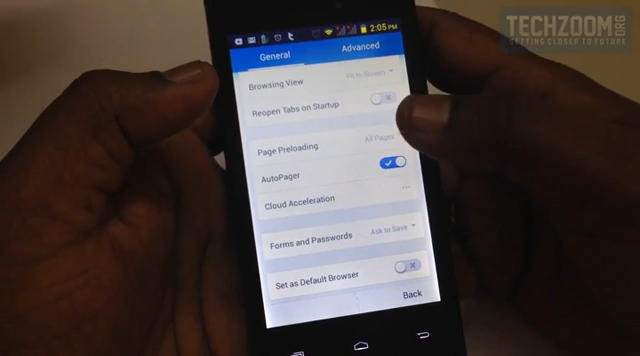 TECHZOOM.ORG
GETTING CLOSER TO FUTURE
2:05 PM
General Advanced
Browsing View Fit to Screen
Reopen Tabs on Startup
Page Preloading All Pages
AutoPager
Cloud Acceleration ...
Forms and Passwords Ask to Save
Set as Default Browser
Back